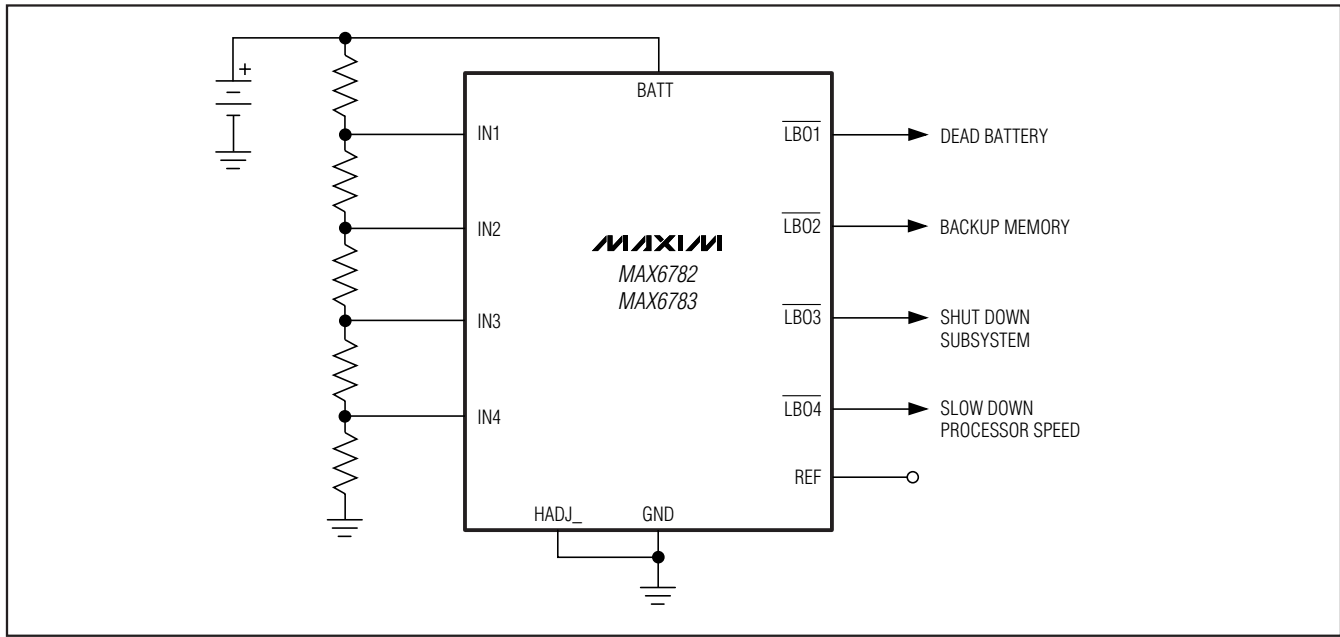 +
BATT
IN1
LBO1
DEAD BATTERY
IN2
LBO2
BACKUP MEMORY
MAXIM
MAX6782
MAX6783
IN3
LBO3
SHUT DOWN
SUBSYSTEM
IN4
LBO4
SLOW DOWN
PROCESSOR SPEED
REF
HADJ_
GND